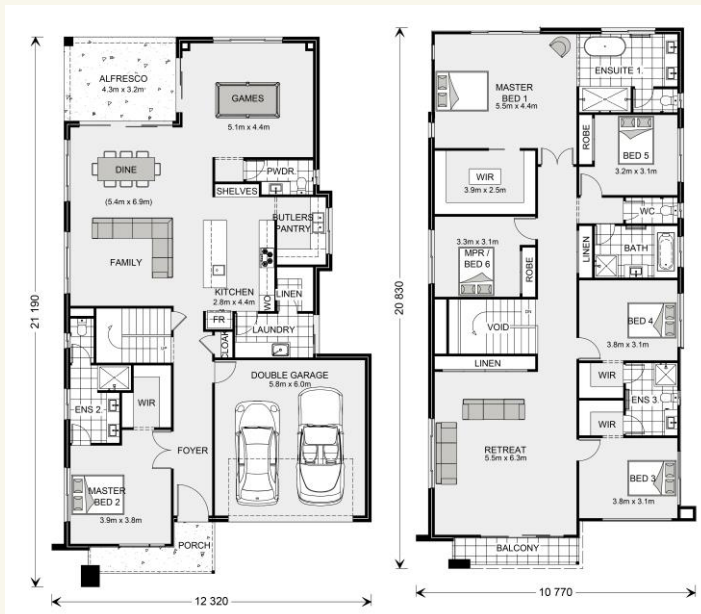 ALFRESCO
4.3m x 3.2m
GAMES
5.1m x 4.4m
DINE
(5.4m x 6.9m)
PWDR.
SHELVES
BUTLERS
PANTRY
FAMILY
KITCHEN
2.8m x 4.4m
WO
LINEN
FR
LAUNDRY
CLOAK
DOUBLE GARAGE
5.8m x 6.0m
ENS 2.
WIR
FOYER
MASTER
BED 2
3.9m x 3.8m
PORCH
21 190
12 320
MASTER
BED 1
5.5m x 4.4m
ENSUITE 1.
ROBE
BED 5
3.2m x 3.1m
WIR
3.9m x 2.5m
WC
3.3m x 3.1m
MPR /
BED 6
ROBE
LINEN
BATH
VOID
BED 4
3.8m x 3.1m
LINEN
WIR
ENS 3.
WIR
RETREAT
5.5m x 6.3m
BED 3
3.8m x 3.1m
BALCONY
20 830
10 770